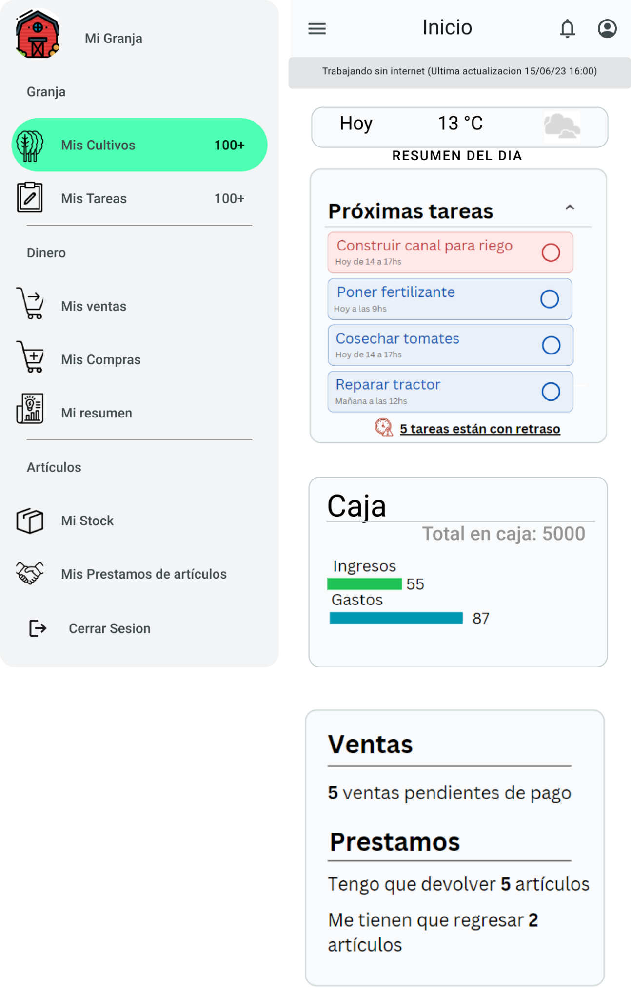 Mi Granja
Granja
Mis Cultivos 100+
Mis Tareas 100+
Dinero
Mis ventas
Mis Compras
Mi resumen
Artículos
Mi Stock
Mis Prestamos de artículos
Cerrar Sesion
Inicio
Trabajando sin internet (Ultima actualizacion 15/06/23 16:00)
Hoy 13 °C
RESUMEN DEL DIA
Próximas tareas
Construir canal para riego
Hoy de 14 a 17hs
Poner fertilizante
Hoy a las 9hs
Cosechar tomates
Hoy de 14 a 17hs
Reparar tractor
Mañana a las 12hs
5 tareas están con retraso
Caja
Total en caja: 5000
Ingresos
55
Gastos
87
Ventas
5 ventas pendientes de pago
Prestamos
Tengo que devolver 5 artículos
Me tienen que regresar 2
artículos